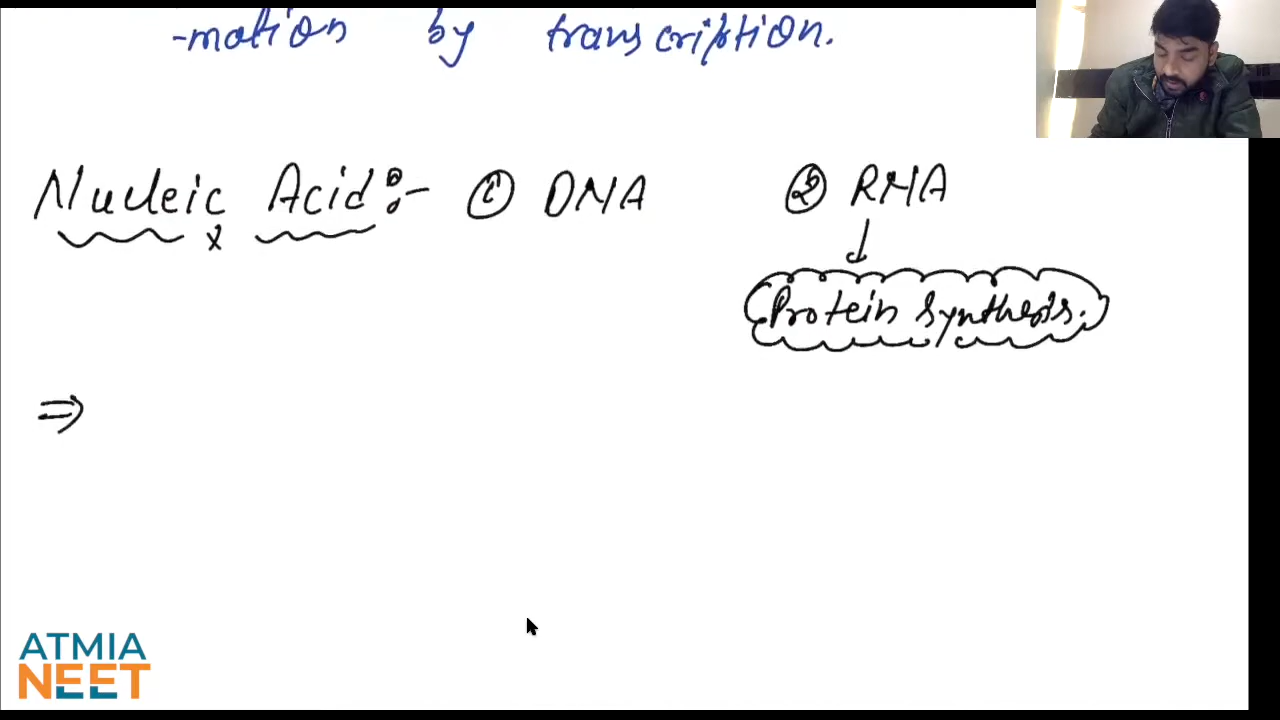 -mation by transcription.
Nucleic Acid:- ① DNA ② RNA
Protein synthesis.
⇒
ATMIA
NEET